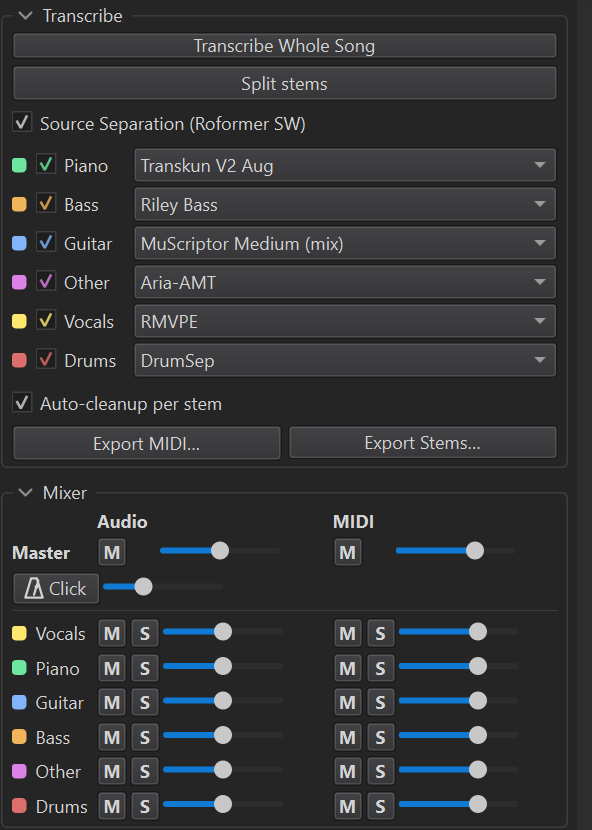 Transcribe
Transcribe Whole Song
Split stems
Source Separation (Roformer SW)
Piano Transkun V2 Aug
Bass Riley Bass
Guitar MuScriptor Medium (mix)
Other Aria-AMT
Vocals RMVPE
Drums DrumSep
Auto-cleanup per stem
Export MIDI... Export Stems...
Mixer
Audio MIDI
Master M M
Click
Vocals M S M S
Piano M S M S
Guitar M S M S
Bass M S M S
Other M S M S
Drums M S M S